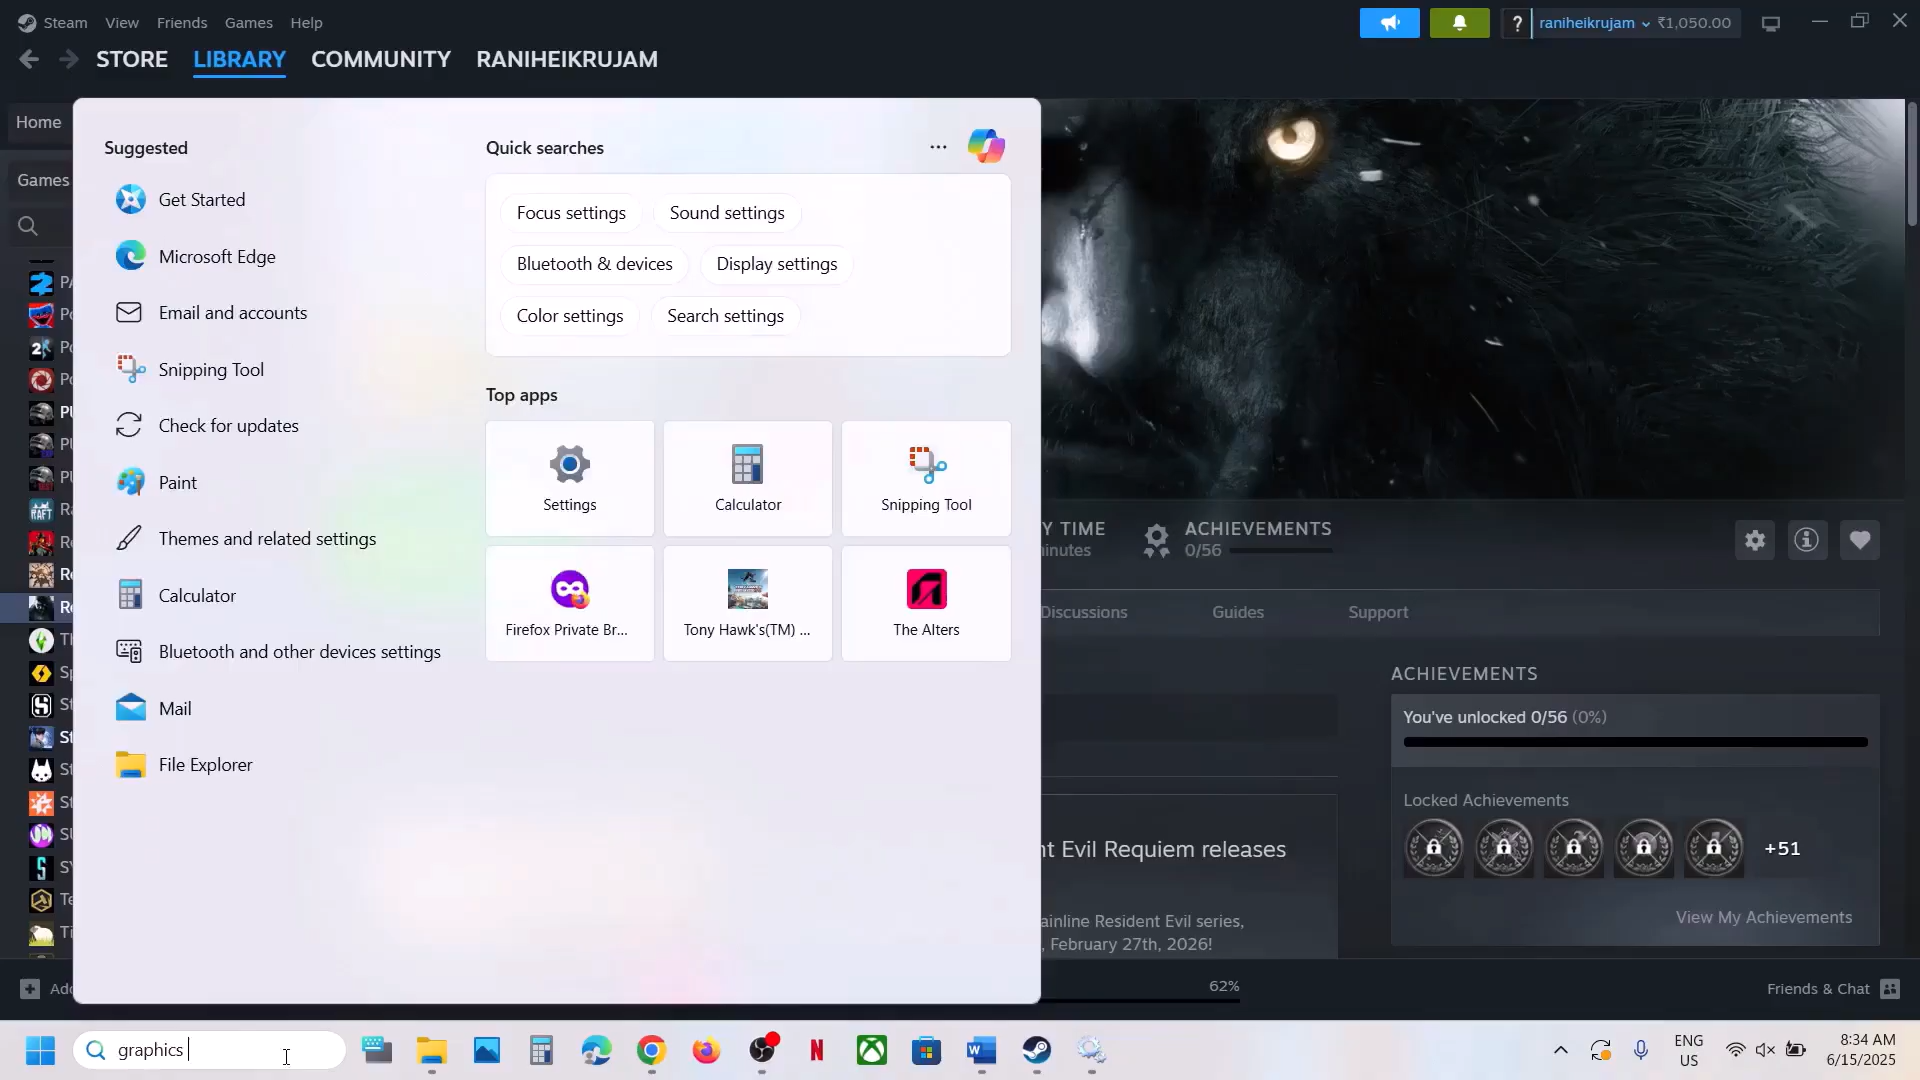 Steam View Friends Games Help
raniheikrujam ₹1,050.00
STORE LIBRARY COMMUNITY RANIHEIKRUJAM
Home
Games
Suggested
Get Started
Microsoft Edge
Email and accounts
Snipping Tool
Check for updates
Paint
Themes and related settings
Calculator
Bluetooth and other devices settings
Mail
File Explorer
Quick searches
Focus settings Sound settings
Bluetooth & devices Display settings
Color settings Search settings
Top apps
Settings Calculator Snipping Tool
Firefox Private Br... Tony Hawk's(TM) ... The Alters
Y TIME
ACHIEVEMENTS
0/56
Discussions Guides Support
ACHIEVEMENTS
You've unlocked 0/56 (0%)
Locked Achievements
+51
View My Achievements
nt Evil Requiem releases
ainline Resident Evil series,
, February 27th, 2026!
62%
Friends & Chat
graphics
ENG
US
8:34 AM
6/15/2025